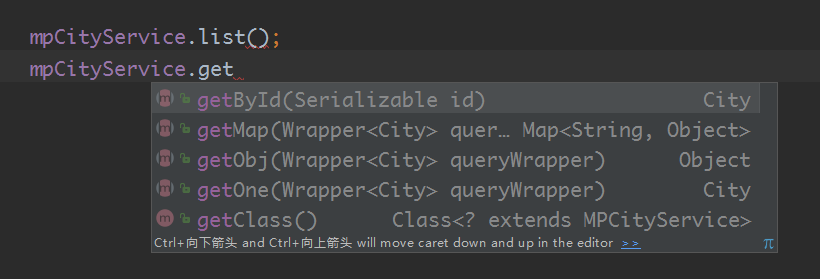 mpCityService.list();
mpCityService.get
getById(Serializable id) City
getMap(Wrapper<City> quer… Map<String, Object>
getObj(Wrapper<City> queryWrapper) Object
getOne(Wrapper<City> queryWrapper) City
getClass() Class<? extends MPCityService>
Ctrl+向下箭头 and Ctrl+向上箭头 will move caret down and up in the editor >> π